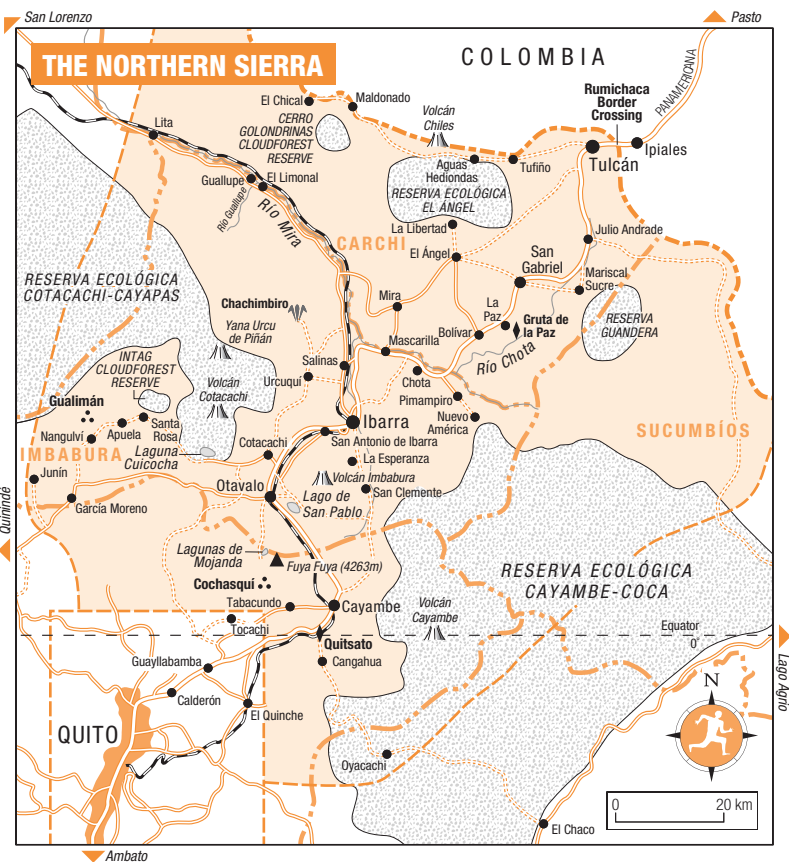 San Lorenzo
Pasto
THE NORTHERN SIERRA
COLOMBIA
PANAMERICANA
Rumichaca
Border
Crossing
El Chical
Maldonado
Volcán
Chiles
CERRO
GOLONDRINAS
CLOUDFOREST
RESERVE
Lita
Ipiales
Tulcán
Aguas
Hediondas
Tufiño
Guallupe
El Limonal
RESERVA ECOLÓGICA
EL ÁNGEL
Río Guallupe
Río Mira
La Libertad
CARCHI
Julio Andrade
El Ángel
San
Gabriel
Mariscal
Sucre
RESERVA ECOLÓGICA
COTACACHI-CAYAPAS
Chachimbiro
Mira
La
Paz
Gruta de
la Paz
RESERVA
GUANDERA
Yana Urcu
de Piñán
Bolívar
Mascarilla
Río Chota
INTAG
CLOUDFOREST
RESERVE
Salinas
Chota
Volcán
Cotacachi
Urcuquí
Pimampiro
Gualimán
Nuevo
América
Ibarra
Santa
Rosa
Apuela
Nangulví
SUCUMBÍOS
San Antonio de Ibarra
Cotacachi
IMBABURA
Laguna
Cuicocha
La Esperanza
Junín
Volcán Imbabura
Otavalo
San Clemente
Lago de
San Pablo
García Moreno
Quinindé
Lagunas de
Mojanda
Fuya Fuya (4263m)
RESERVA ECOLÓGICA
CAYAMBE-COCA
Cochasquí
Tabacundo
Cayambe
Volcán
Cayambe
Tocachi
Equator
0°
Quitsato
Cangahua
Guayllabamba
Lago Agrio
Calderón
N
El Quinche
QUITO
Oyacachi
0
20 km
El Chaco
Ambato